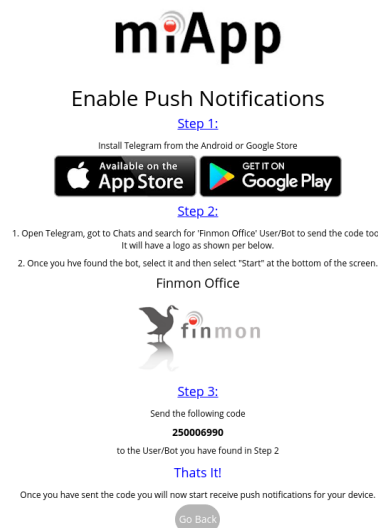 miApp
Enable Push Notifications
Step 1:
Install Telegram from the Android or Google Store
Available on the
App Store
GET IT ON
Google Play
Step 2:
1. Open Telegram, got to Chats and search for 'Finmon Office' User/Bot to send the code too
It will have a logo as shown per below.
2. Once you hve found the bot, select it and then select "Start" at the bottom of the screen.
Finmon Office
finmon
Step 3:
Send the following code
250006990
to the User/Bot you have found in Step 2
Thats It!
Once you have sent the code you will now start receive push notifications for your device.
Go Back